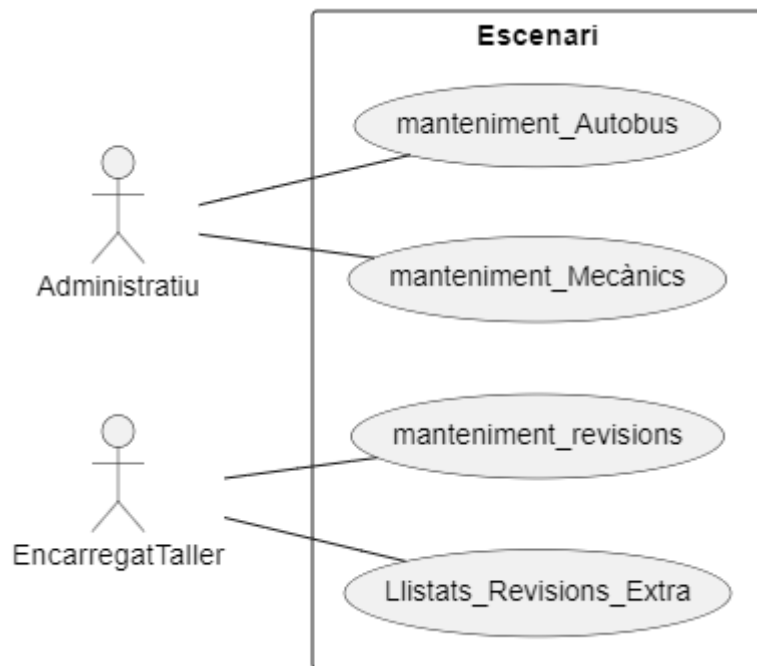 Escenari
manteniment_Autobus
Administratiu
manteniment_Mecànics
manteniment_revisions
EncarregatTaller
Llistats_Revisions_Extra